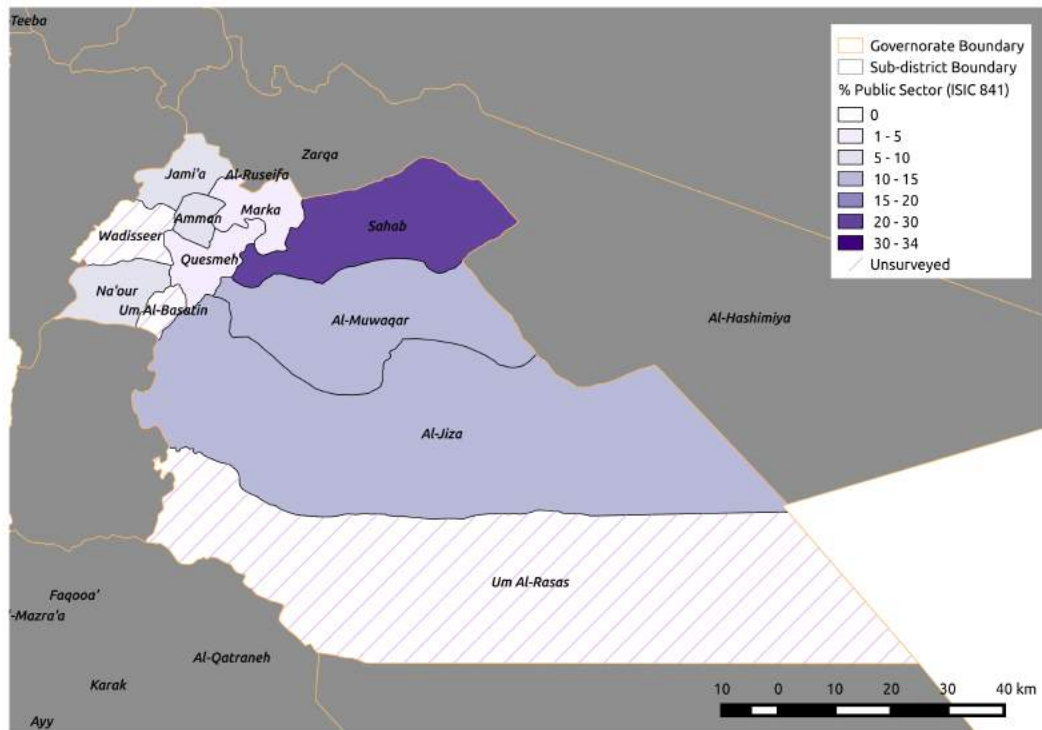 -Teeba
Governorate Boundary
Sub-district Boundary
% Public Sector (ISIC 841)
0
1 - 5
5 - 10
10 - 15
15 - 20
20 - 30
30 - 34
Unsurveyed
Zarqa
Jami'a
Al-Ruseifa
Marka
Amman
Sahab
Wadisseer
Quesmeh
Na'our
Um Al-Basatin
Al-Muwaqar
Al-Hashimiya
Al-Jiza
Um Al-Rasas
Faqooa'
l-Mazra'a
Al-Qatraneh
Karak
Ayy
10 0 10 20 30 40 km